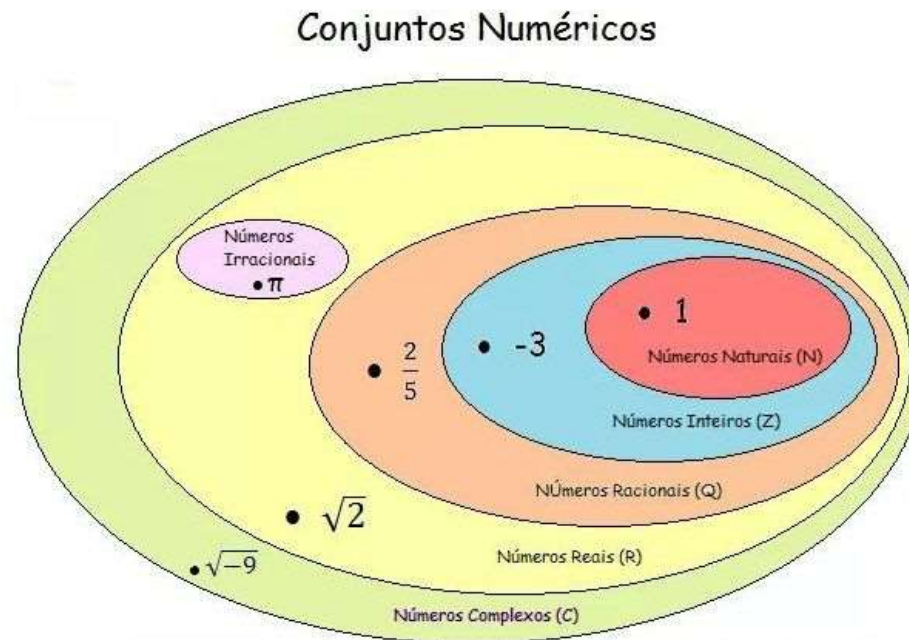 Conjuntos Numéricos
Números
Irracionais
• π
• 1
• -3
Números Naturais (N)
• 2/5
Números Inteiros (Z)
NÚmeros Racionais (Q)
• √2
Números Reais (R)
• √-9
Números Complexos (C)